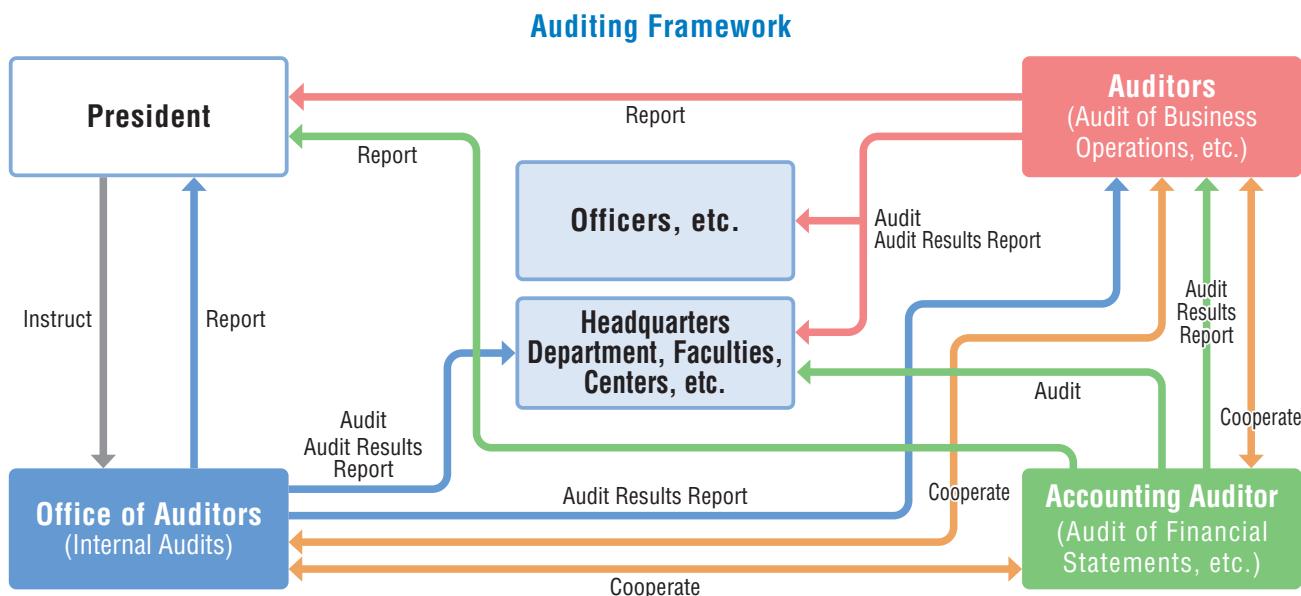 Auditing Framework
President
Auditors
(Audit of Business
Operations, etc.)
Report
Report
Officers, etc.
Audit
Audit Results Report
Instruct
Report
Headquarters
Department, Faculties,
Centers, etc.
Audit
Results
Report
Audit
Audit
Audit Results
Report
Cooperate
Office of Auditors
(Internal Audits)
Audit Results Report
Cooperate
Accounting Auditor
(Audit of Financial
Statements, etc.)
Cooperate